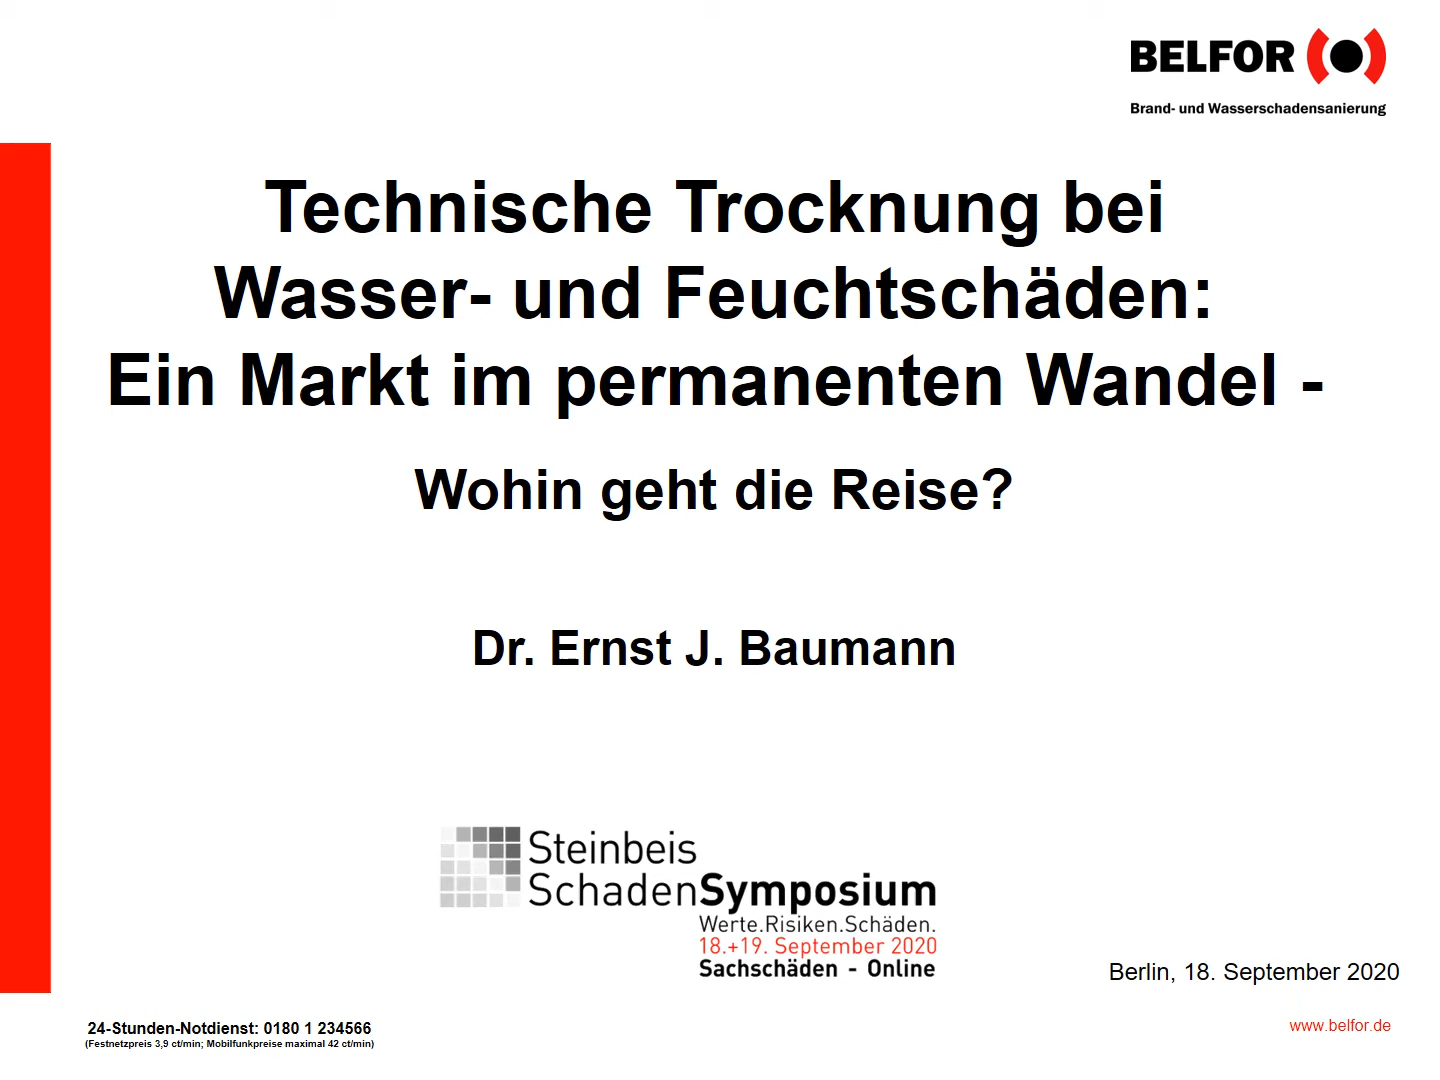 BELFOR
Brand- und Wasserschadensanierung
Technische Trocknung bei
Wasser- und Feuchtschäden:
Ein Markt im permanenten Wandel -
Wohin geht die Reise?
Dr. Ernst J. Baumann
Steinbeis
SchadenSymposium
Werte.Risiken.Schäden.
18.+19. September 2020
Sachschäden - Online
Berlin, 18. September 2020
24-Stunden-Notdienst: 0180 1 234566
(Festnetzpreis 3,9 ct/min; Mobilfunkpreise maximal 42 ct/min)
www.belfor.de